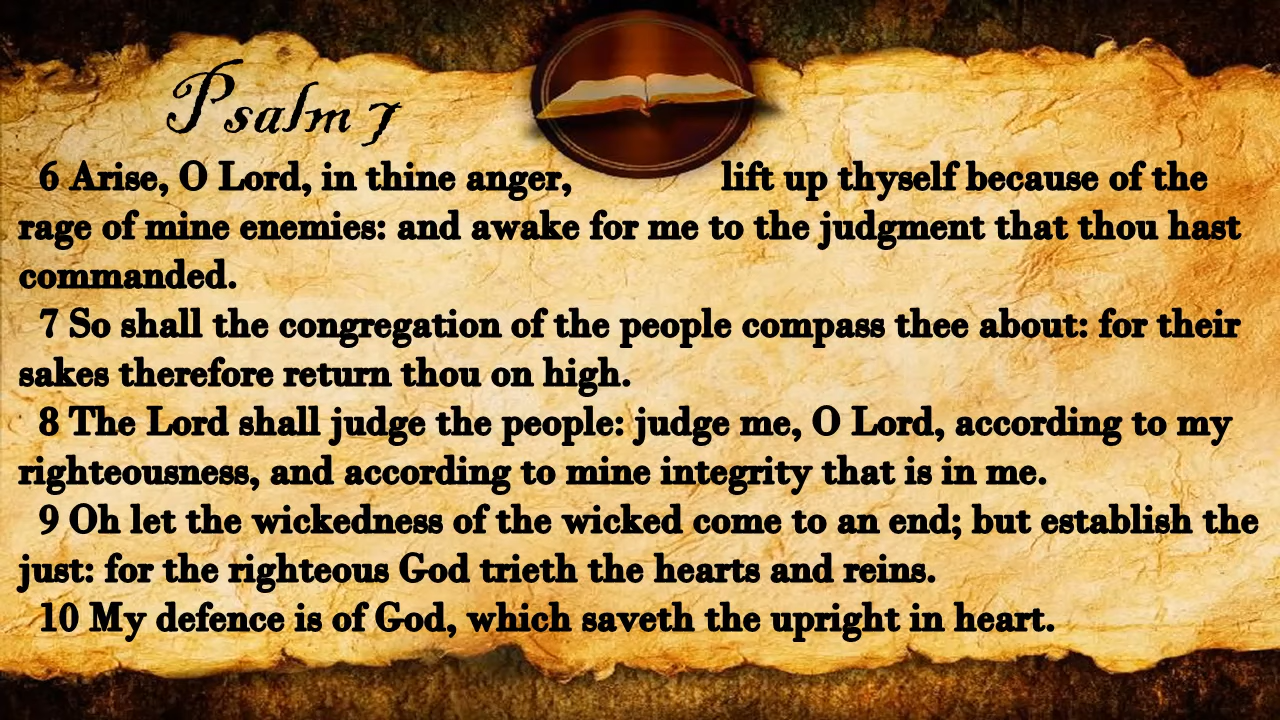 Psalm 7
6 Arise, O Lord, in thine anger, lift up thyself because of the
rage of mine enemies: and awake for me to the judgment that thou hast
commanded.
7 So shall the congregation of the people compass thee about: for their
sakes therefore return thou on high.
8 The Lord shall judge the people: judge me, O Lord, according to my
righteousness, and according to mine integrity that is in me.
9 Oh let the wickedness of the wicked come to an end; but establish the
just: for the righteous God trieth the hearts and reins.
10 My defence is of God, which saveth the upright in heart.